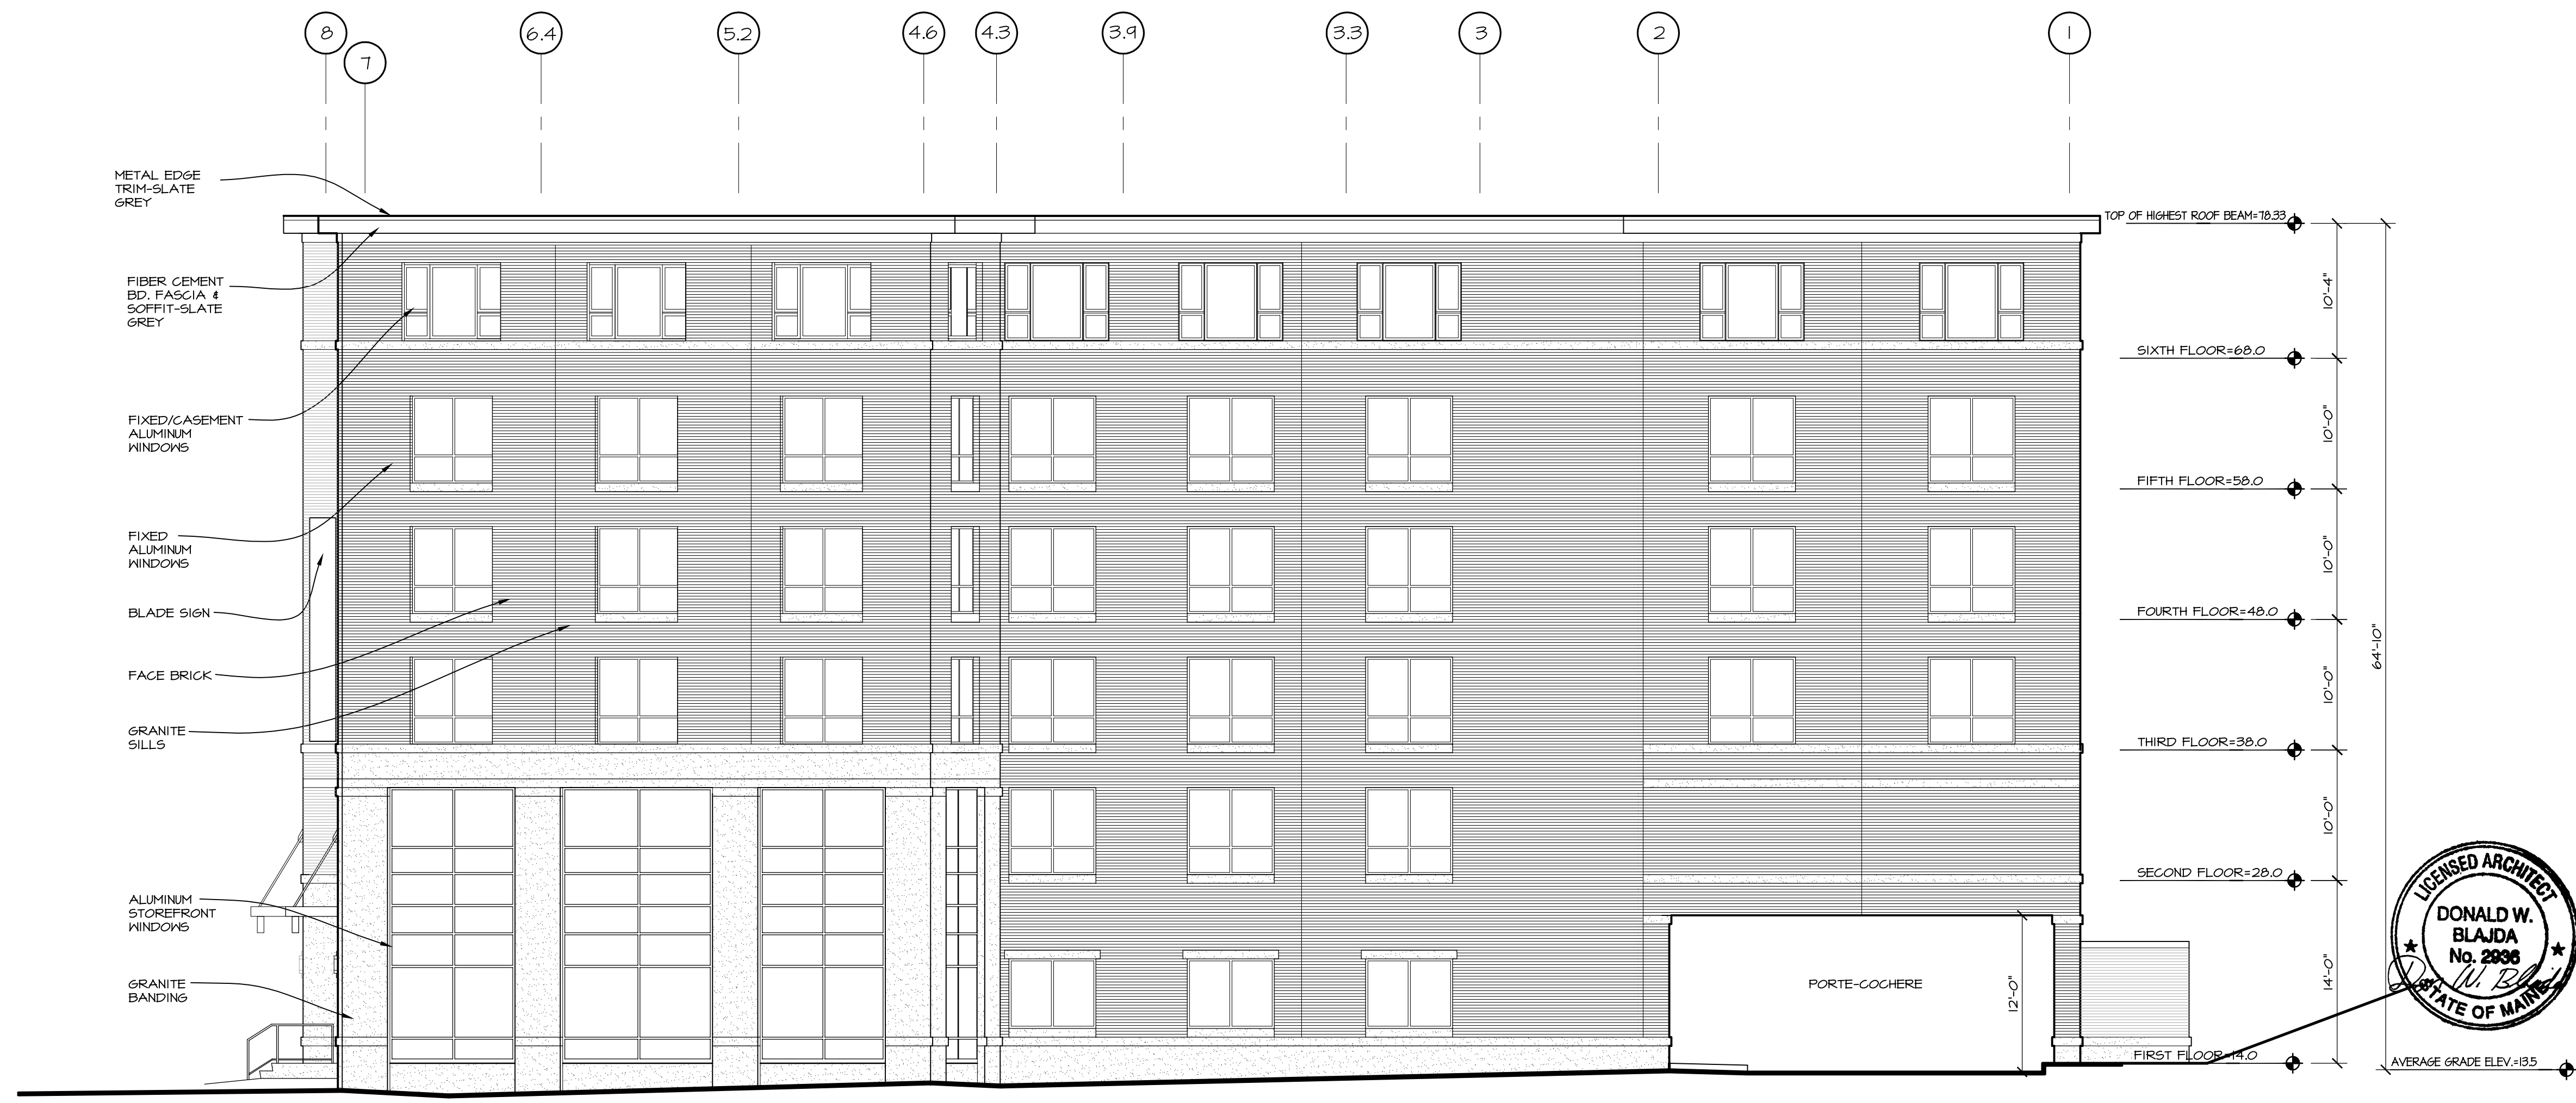 8
7
6.4
5.2
4.6
4.3
3.9
3.3
3
2
1
METAL EDGE
TRIM-SLATE
GREY
FIBER CEMENT
BD. FASCIA &
SOFFIT-SLATE
GREY
FIXED/CASEMENT
ALUMINUM
WINDOWS
FIXED
ALUMINUM
WINDOWS
BLADE SIGN
FACE BRICK
GRANITE
SILLS
ALUMINUM
STOREFRONT
WINDOWS
GRANITE
BANDING
PORTE-COCHERE
12'-0"
TOP OF HIGHEST ROOF BEAM=78.33
10'-4"
SIXTH FLOOR=68.0
10'-0"
FIFTH FLOOR=58.0
10'-0"
FOURTH FLOOR=48.0
10'-0"
THIRD FLOOR=38.0
10'-0"
SECOND FLOOR=28.0
14'-0"
FIRST FLOOR=14.0
64'-10"
AVERAGE GRADE ELEV.=13.5
LICENSED ARCHITECT
DONALD W.
BLAJDA
No. 2936
Don W. Blajda
STATE OF MAINE